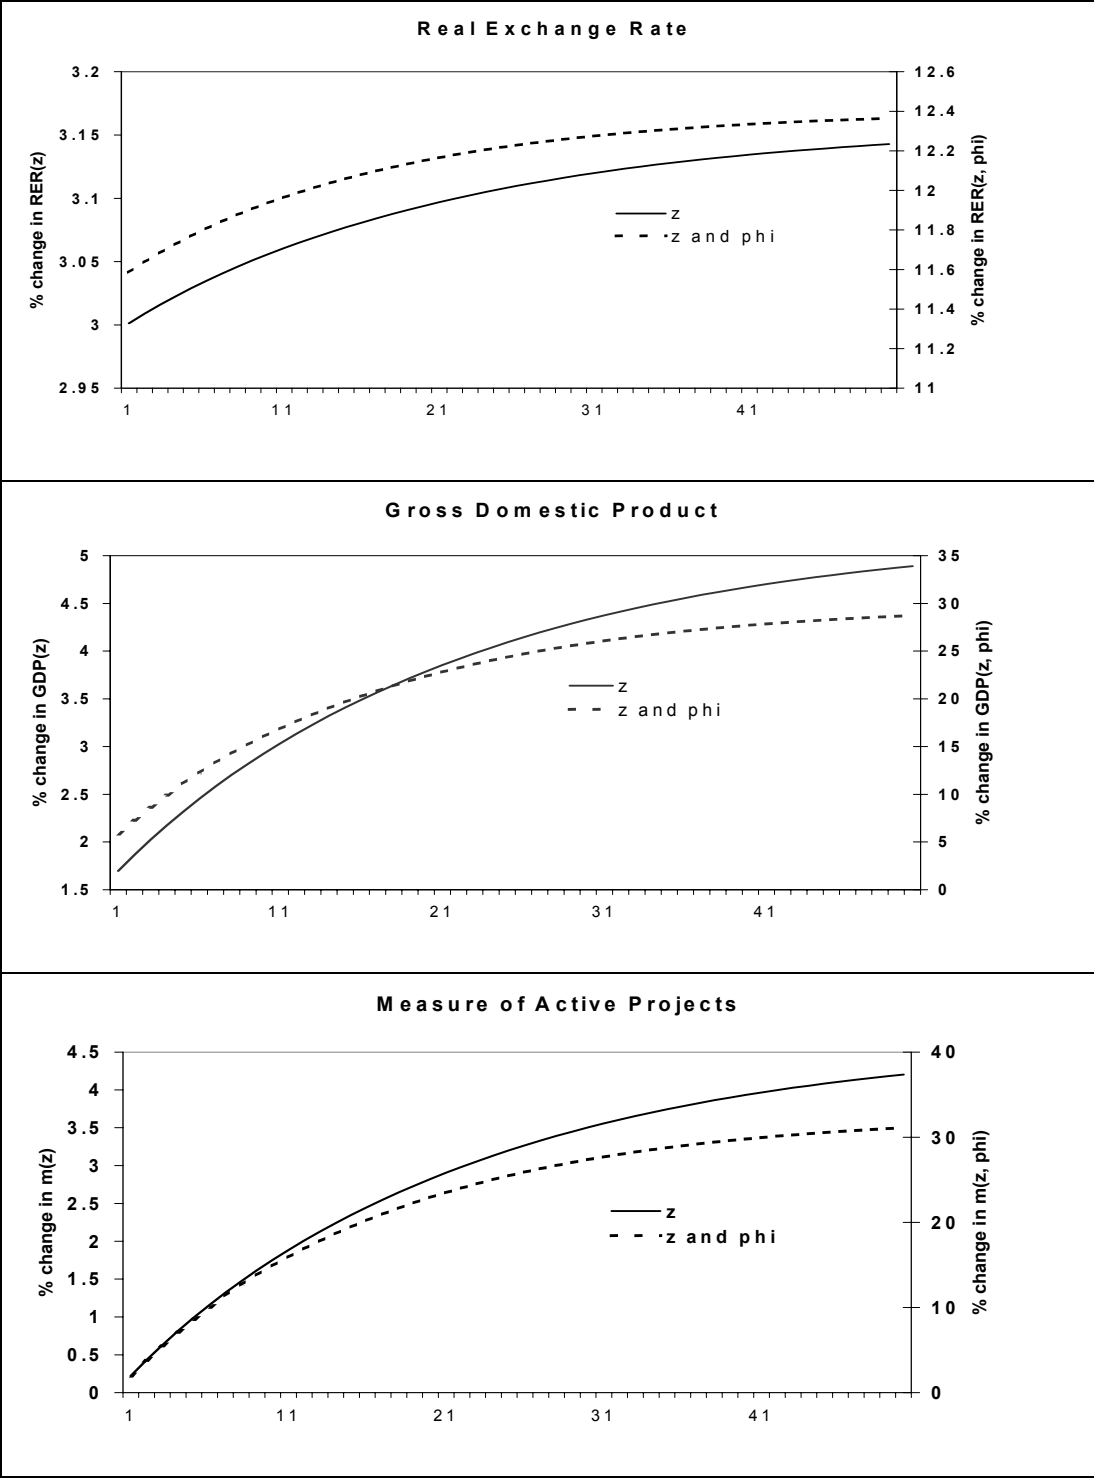 Real Exchange Rate
3.2
3.15
3.1
3.05
3
2.95
% change in RER(z)
12.6
12.4
12.2
12
11.8
11.6
11.4
11.2
11
% change in RER(z, phi)
z
z and phi
1 11 21 31 41
Gross Domestic Product
5
4.5
4
3.5
3
2.5
2
1.5
% change in GDP(z)
35
30
25
20
15
10
5
0
% change in GDP(z, phi)
z
z and phi
1 11 21 31 41
Measure of Active Projects
4.5
4
3.5
3
2.5
2
1.5
1
0.5
0
% change in m(z)
40
30
20
10
0
% change in m(z, phi)
z
z and phi
1 11 21 31 41